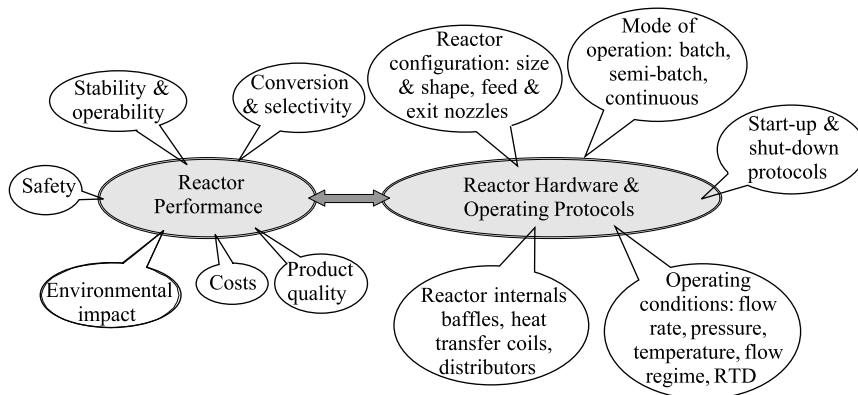 Stability &
operability
Conversion
& selectivity
Safety
Reactor
Performance
Environmental
impact
Costs
Product
quality
Reactor
configuration: size
& shape, feed &
exit nozzles
Mode of
operation: batch,
semi-batch,
continuous
Start-up &
shut-down
protocols
Reactor Hardware &
Operating Protocols
Reactor internals
baffles, heat
transfer coils,
distributors
Operating
conditions: flow
rate, pressure,
temperature, flow
regime, RTD